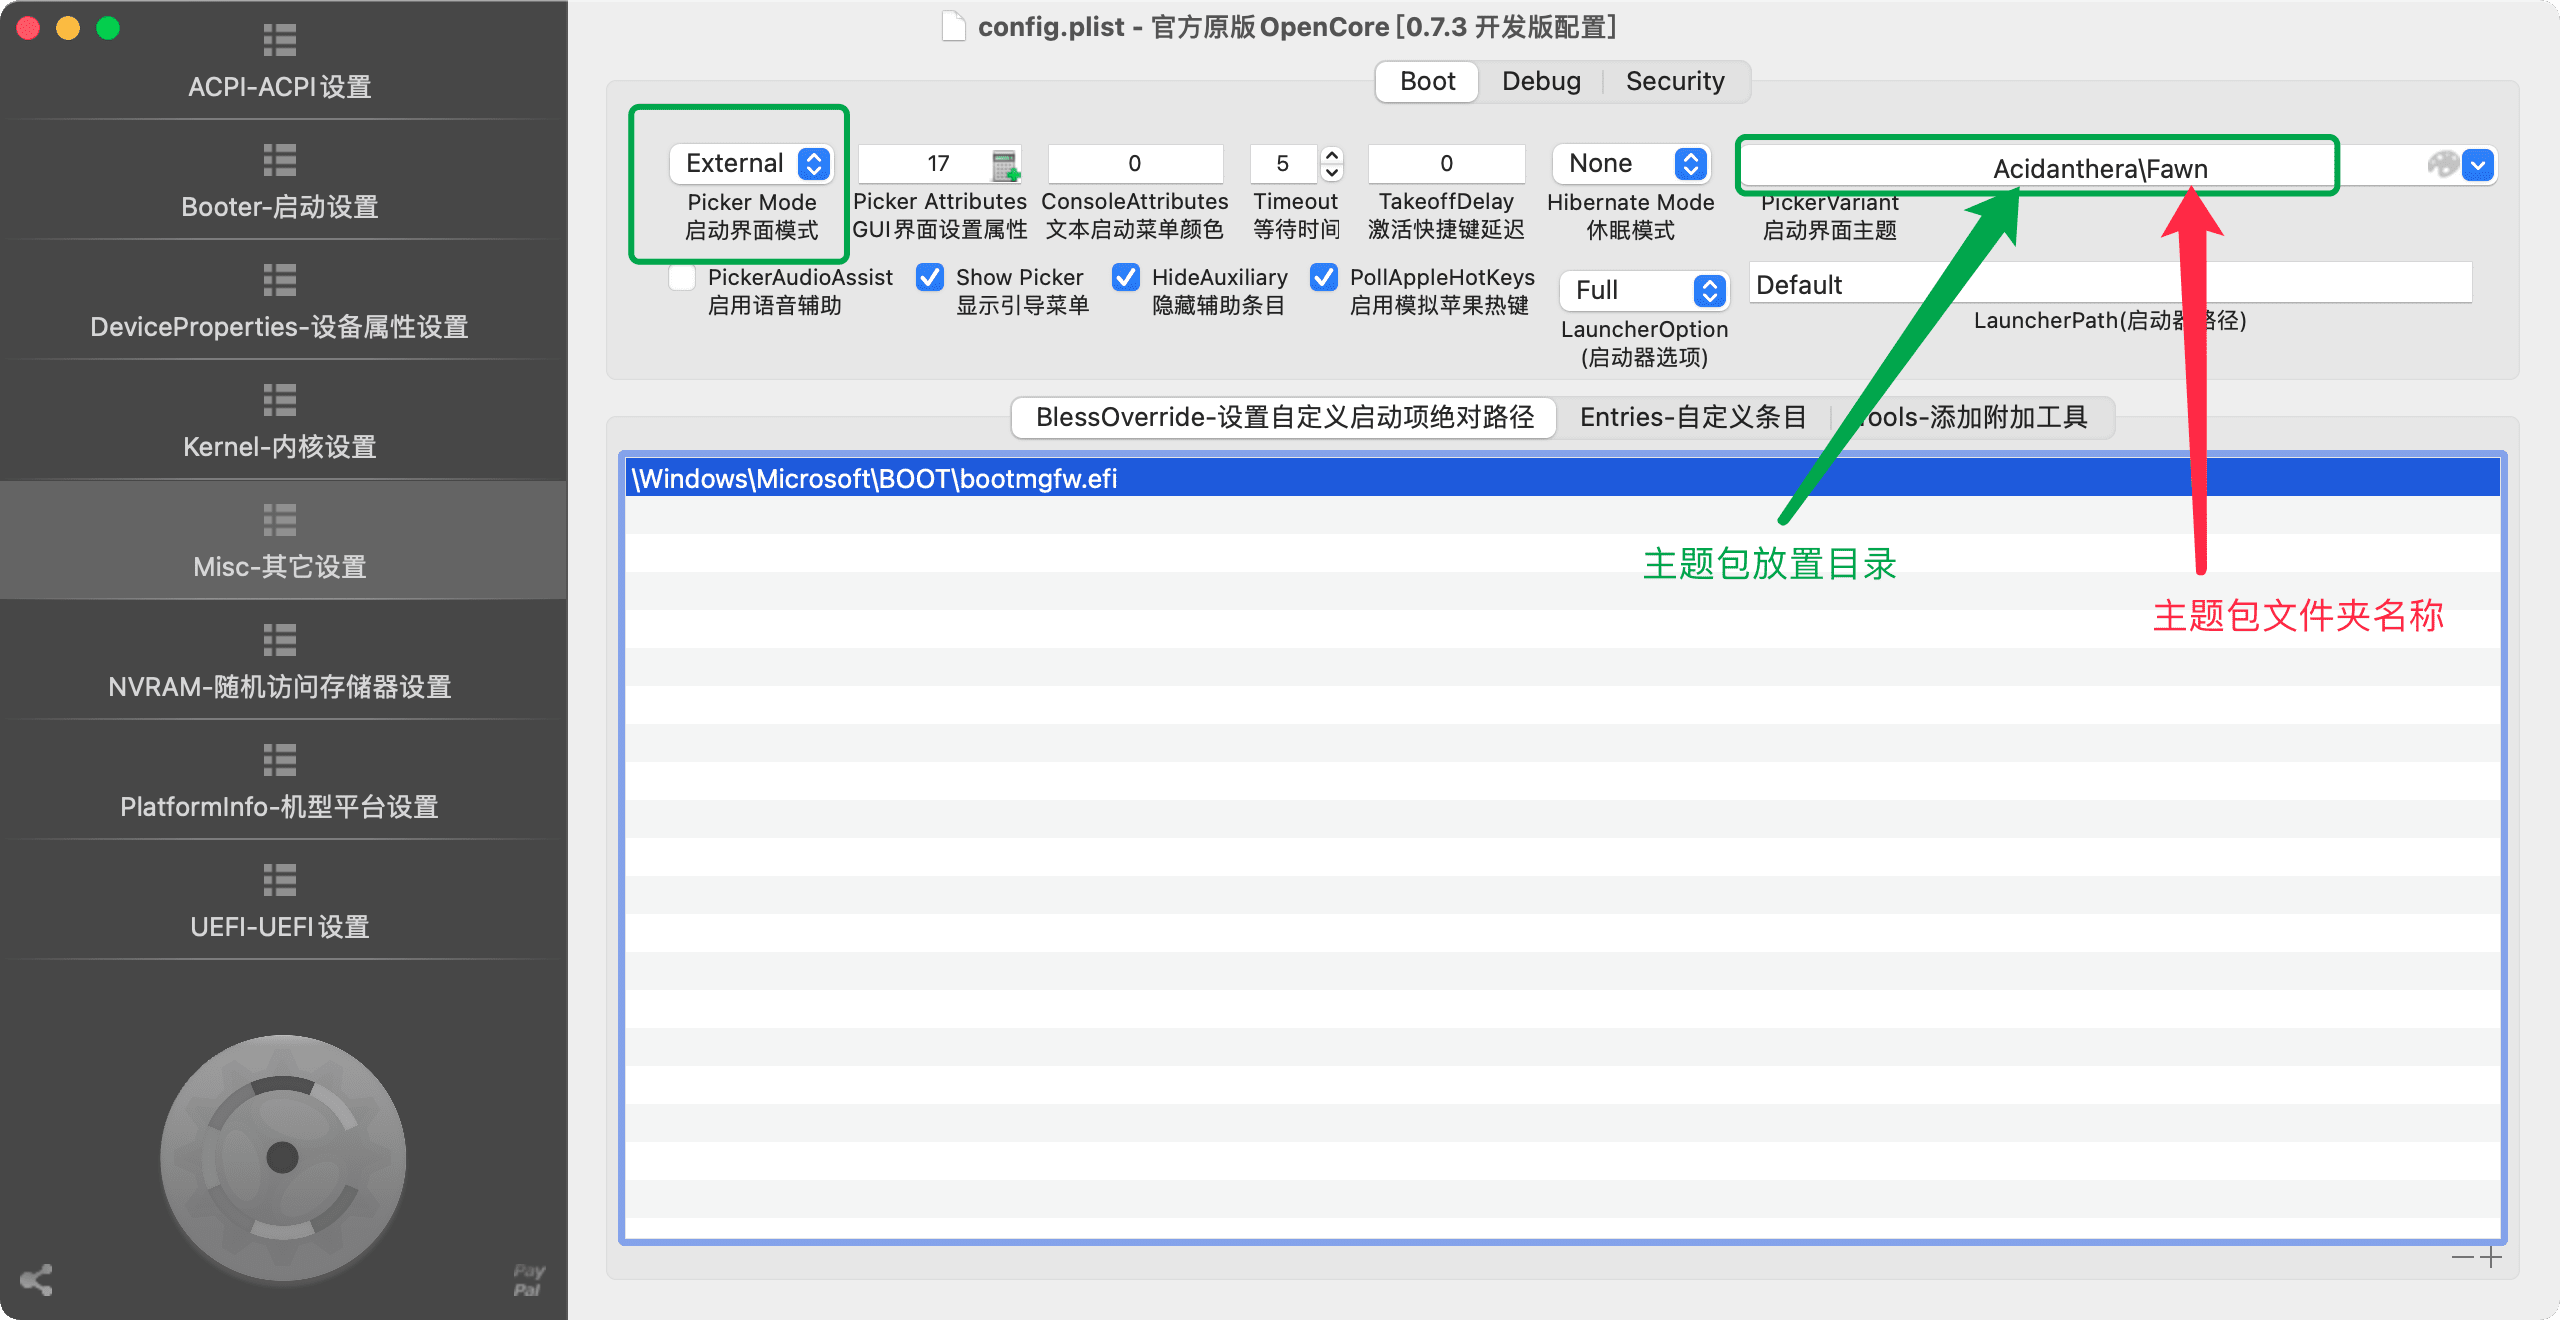 config.plist - 官方原版OpenCore [0.7.3 开发版配置]
ACPI-ACPI设置
Booter-启动设置
DeviceProperties-设备属性设置
Kernel-内核设置
Misc-其它设置
NVRAM-随机访问存储器设置
PlatformInfo-机型平台设置
UEFI-UEFI设置
Pay
Pal
Boot Debug Security
External 17 0 5 0 None Acidanthera\Fawn
Picker Mode Picker Attributes ConsoleAttributes Timeout TakeoffDelay Hibernate Mode PickerVariant
启动界面模式 GUI界面设置属性 文本启动菜单颜色 等待时间 激活快捷键延迟 休眠模式 启动界面主题
PickerAudioAssist Show Picker HideAuxiliary PollAppleHotKeys Full Default
启用语音辅助 显示引导菜单 隐藏辅助条目 启用模拟苹果热键
LauncherOption LauncherPath(启动器路径)
(启动器选项)
BlessOverride-设置自定义启动项绝对路径 Entries-自定义条目 Tools-添加附加工具
\Windows\Microsoft\BOOT\bootmgfw.efi
主题包放置目录
主题包文件夹名称